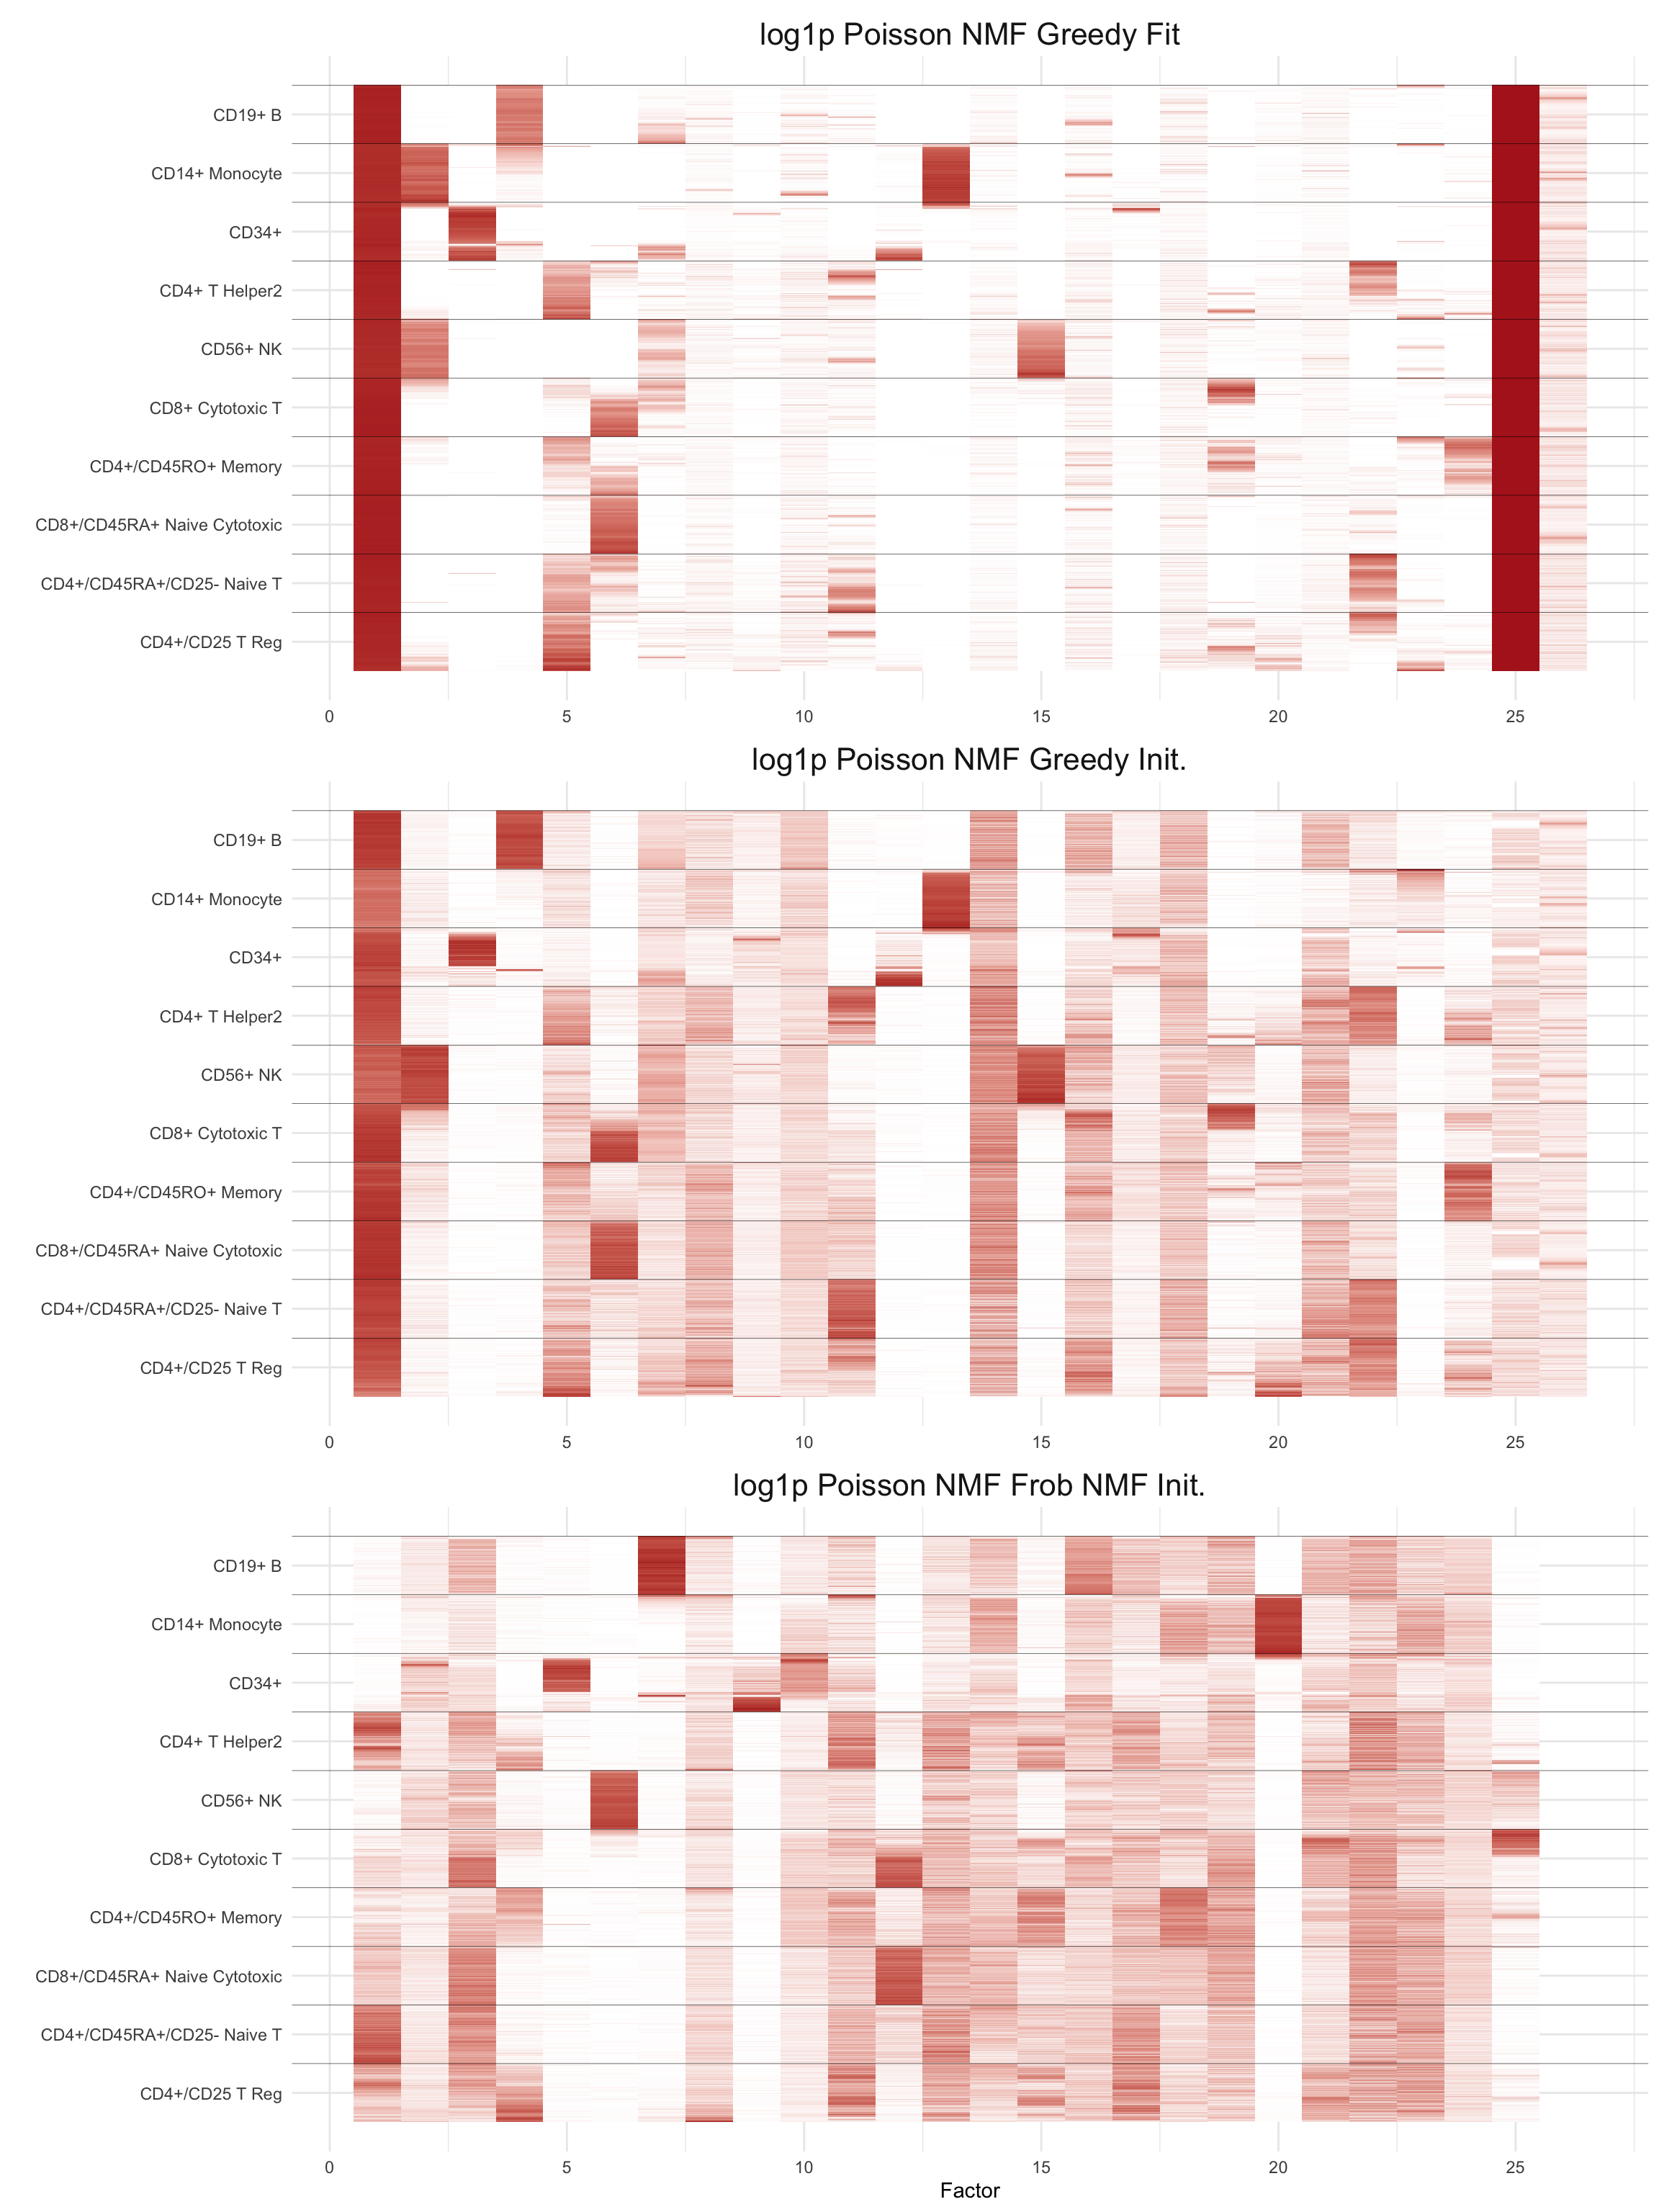 log1p Poisson NMF Greedy Fit
CD19+ B
CD14+ Monocyte
CD34+
CD4+ T Helper2
CD56+ NK
CD8+ Cytotoxic T
CD4+/CD45RO+ Memory
CD8+/CD45RA+ Naive Cytotoxic
CD4+/CD45RA+/CD25- Naive T
CD4+/CD25 T Reg
0 5 10 15 20 25
log1p Poisson NMF Greedy Init.
CD19+ B
CD14+ Monocyte
CD34+
CD4+ T Helper2
CD56+ NK
CD8+ Cytotoxic T
CD4+/CD45RO+ Memory
CD8+/CD45RA+ Naive Cytotoxic
CD4+/CD45RA+/CD25- Naive T
CD4+/CD25 T Reg
0 5 10 15 20 25
log1p Poisson NMF Frob NMF Init.
CD19+ B
CD14+ Monocyte
CD34+
CD4+ T Helper2
CD56+ NK
CD8+ Cytotoxic T
CD4+/CD45RO+ Memory
CD8+/CD45RA+ Naive Cytotoxic
CD4+/CD45RA+/CD25- Naive T
CD4+/CD25 T Reg
0 5 10 15 20 25
Factor